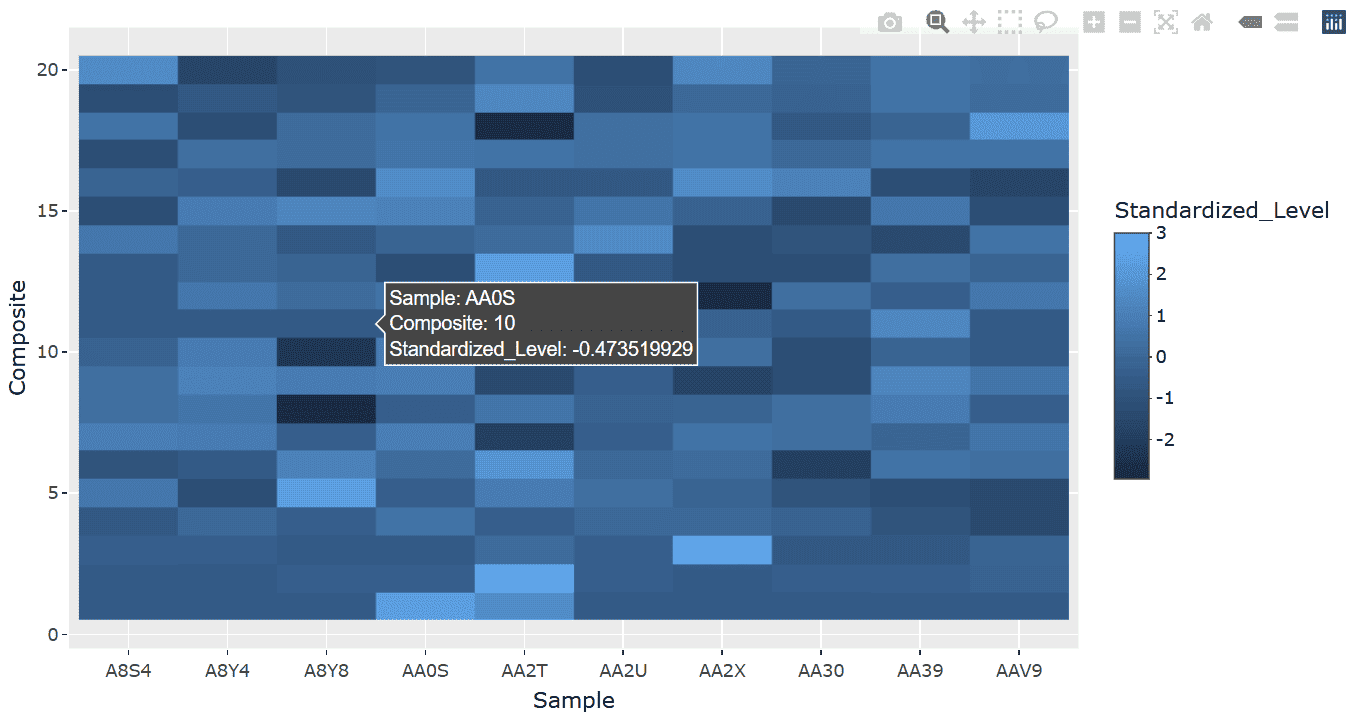 Standardized_Level
3
2
1
0
-1
-2
Composite
20
15
10
5
0
Sample: AA0S
Composite: 10
Standardized_Level: -0.473519929
A8S4 A8Y4 A8Y8 AA0S AA2T AA2U AA2X AA30 AA39 AAV9
Sample